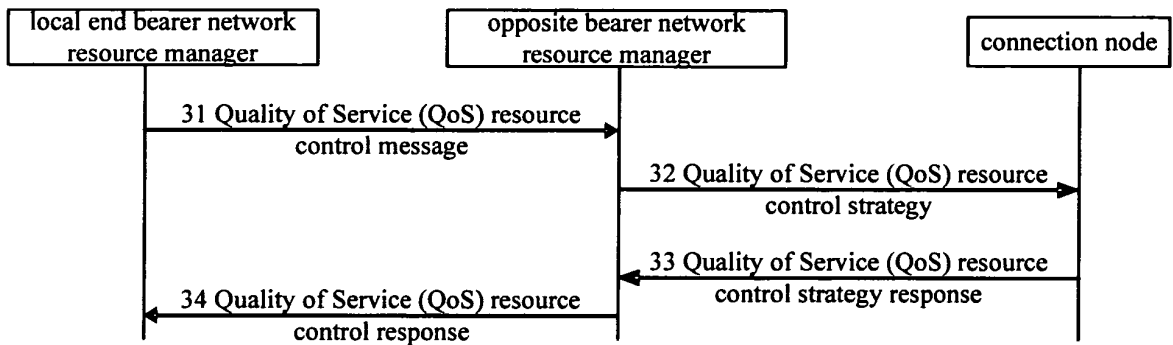 local end bearer network
resource manager
opposite bearer network
resource manager
connection node
31 Quality of Service (QoS) resource
control message
32 Quality of Service (QoS) resource
control strategy
33 Quality of Service (QoS) resource
control strategy response
34 Quality of Service (QoS) resource
control response